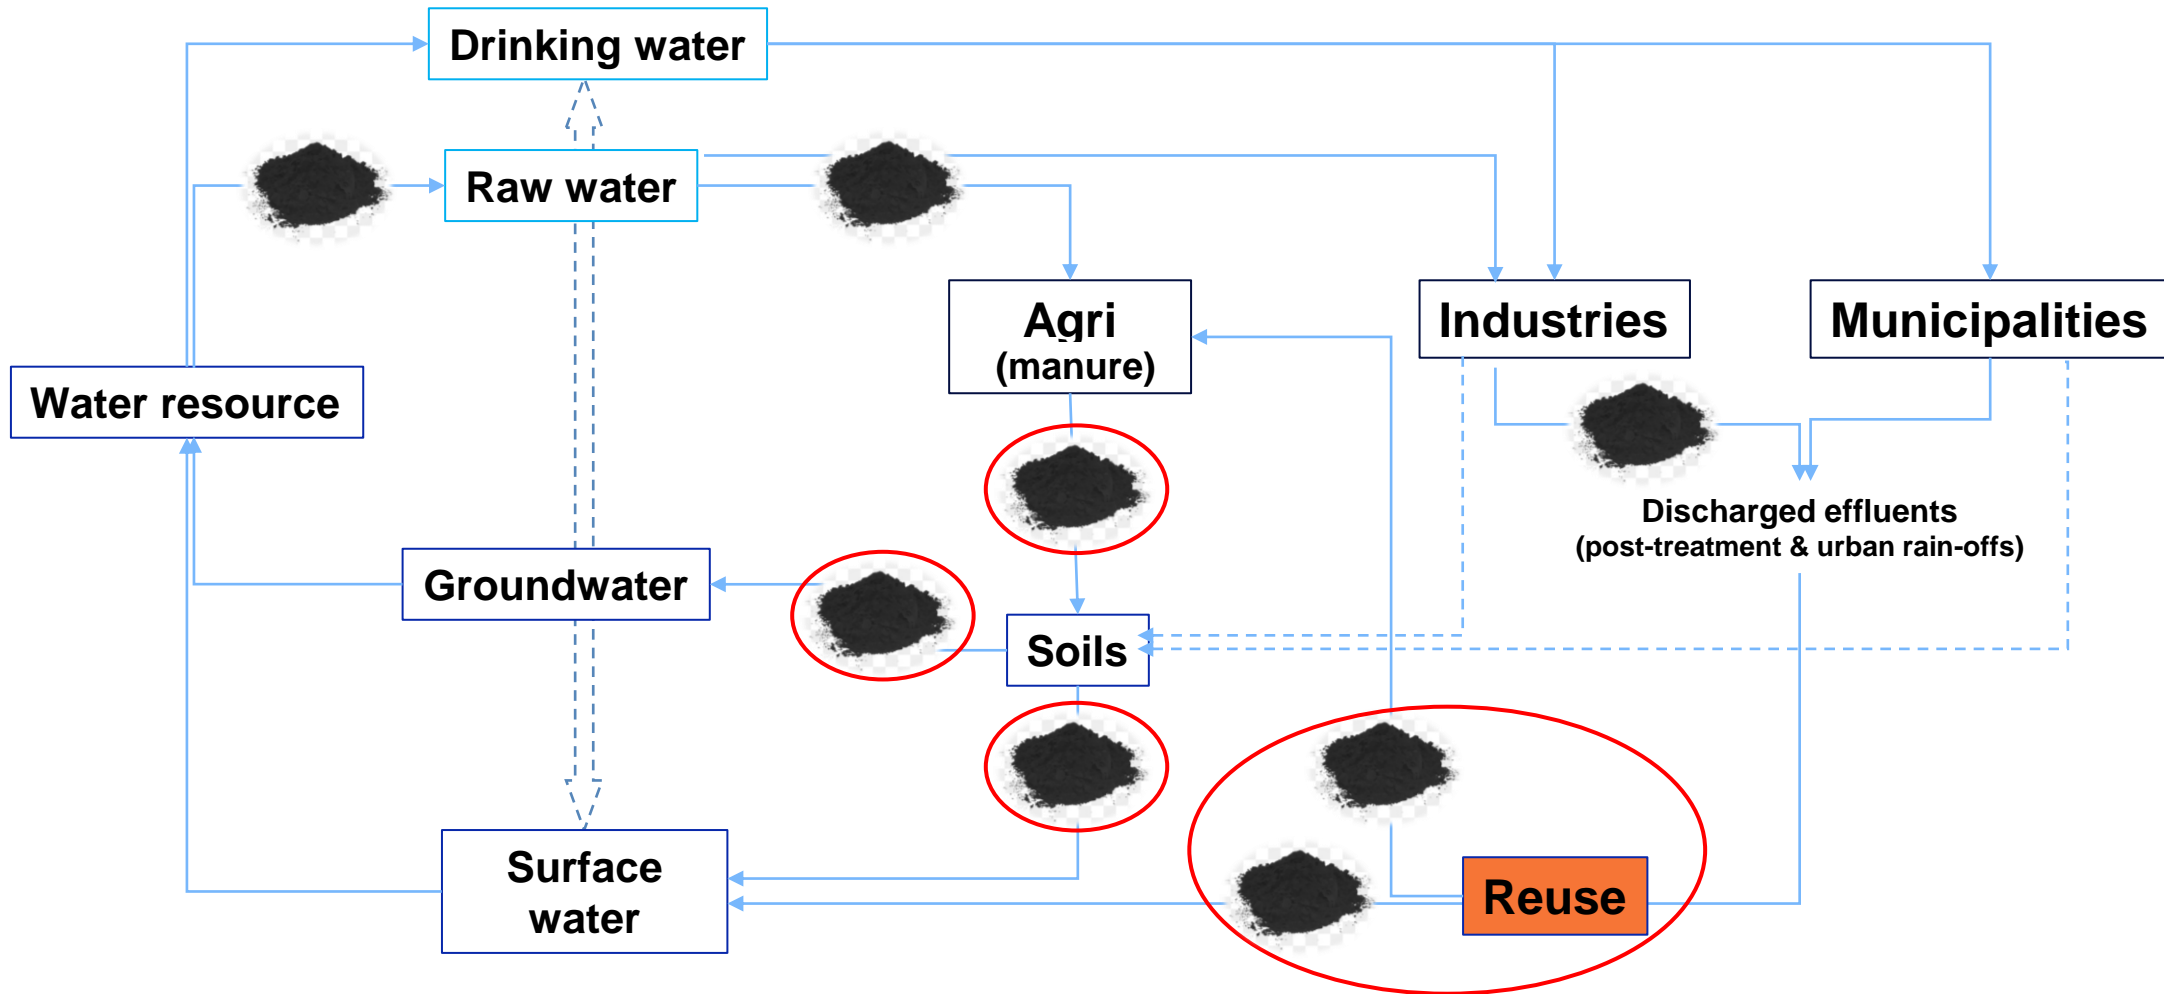 Drinking water
Raw water
Agri
(manure)
Industries
Municipalities
Water resource
Discharged effluents
(post-treatment & urban rain-offs)
Groundwater
Soils
Surface
water
Reuse